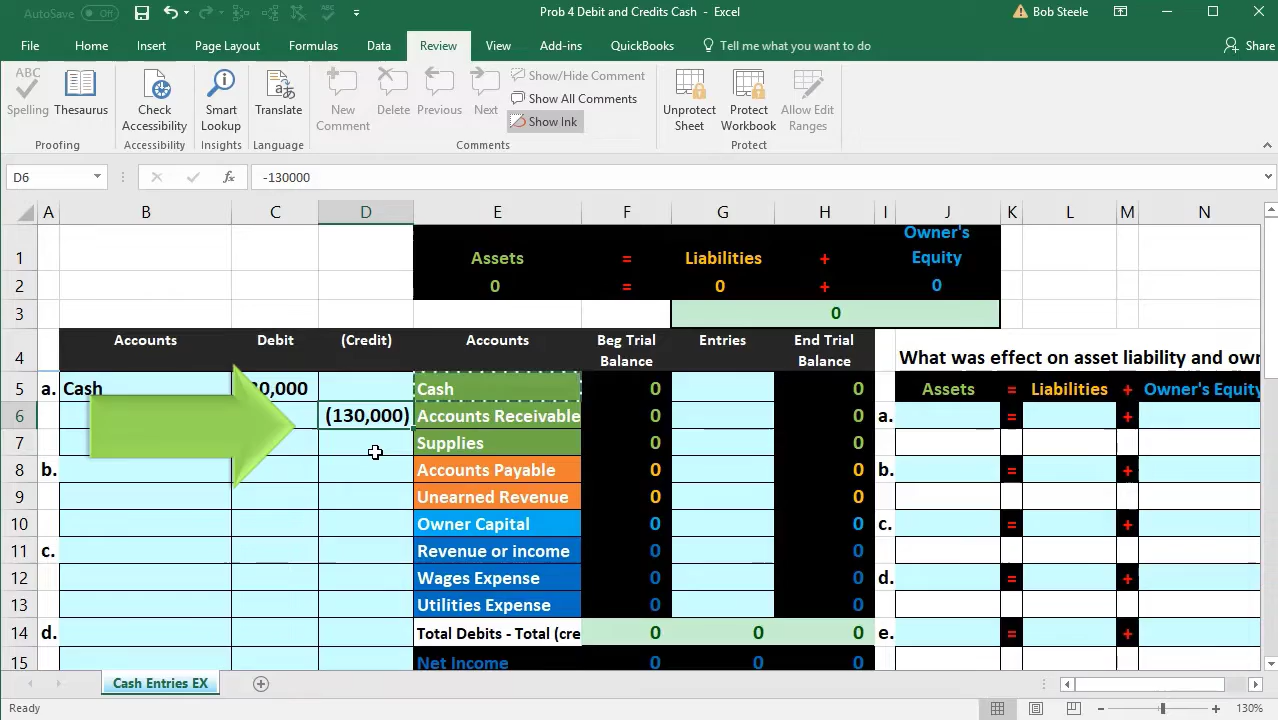 AutoSave Off Prob 4 Debit and Credits Cash - Excel Bob Steele
File Home Insert Page Layout Formulas Data Review View Add-ins QuickBooks Tell me what you want to do Share
ABC
Spelling Thesaurus Check Accessibility Smart Lookup Translate New Comment Delete Previous Next Show/Hide Comment Unprotect Sheet Protect Workbook Allow Edit Ranges
Show All Comments
Show Ink
Proofing Accessibility Insights Language Comments Protect
D6 fx -130000
A B C D E F G H I J K L M N
1 Assets = Liabilities + Owner's Equity
2 0 = 0 + 0
3 0
4 Accounts Debit (Credit) Accounts Beg Trial Balance Entries End Trial Balance What was effect on asset liability and own
5 a. Cash 0,000 Cash 0 0 Assets = Liabilities + Owner's Equity
6 (130,000) Accounts Receivable 0 0 a. = +
7 Supplies 0 0
8 b. Accounts Payable 0 0 b. = +
9 Unearned Revenue 0 0
10 Owner Capital 0 0 c. = +
11 c. Revenue or income 0 0
12 Wages Expense 0 0 d. = +
13 Utilities Expense 0 0
14 d. Total Debits - Total (cre 0 0 0 e. = +
15 Net Income 0 0 0
Cash Entries EX
Ready 130%